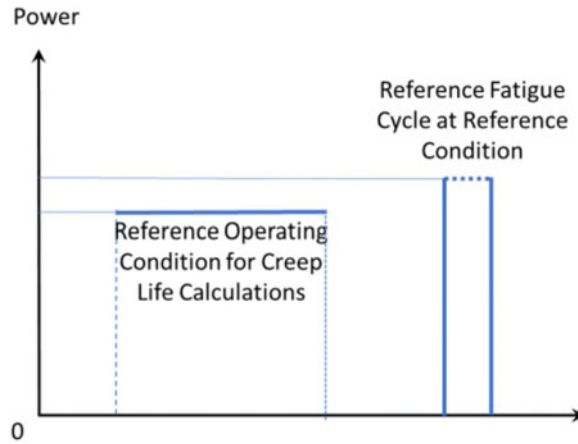 Power
Reference Fatigue
Cycle at Reference
Condition
Reference Operating
Condition for Creep
Life Calculations
0